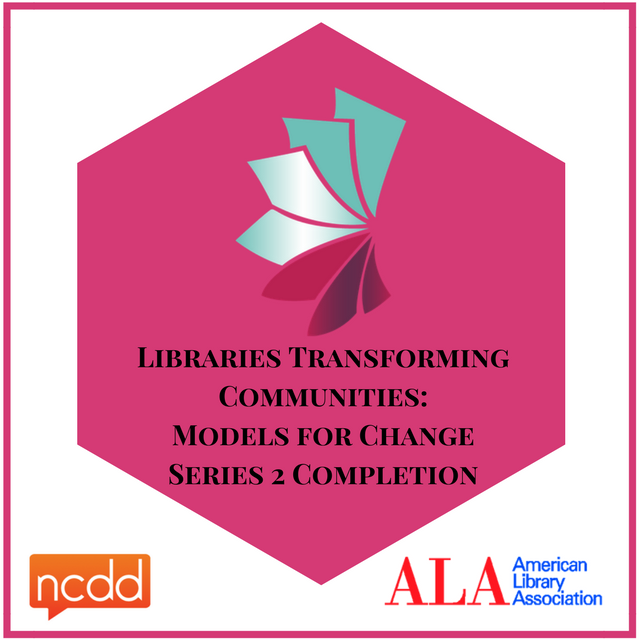 Libraries Transforming
Communities:
Models for Change
Series 2 Completion
ncdd
ALA American
Library
Association